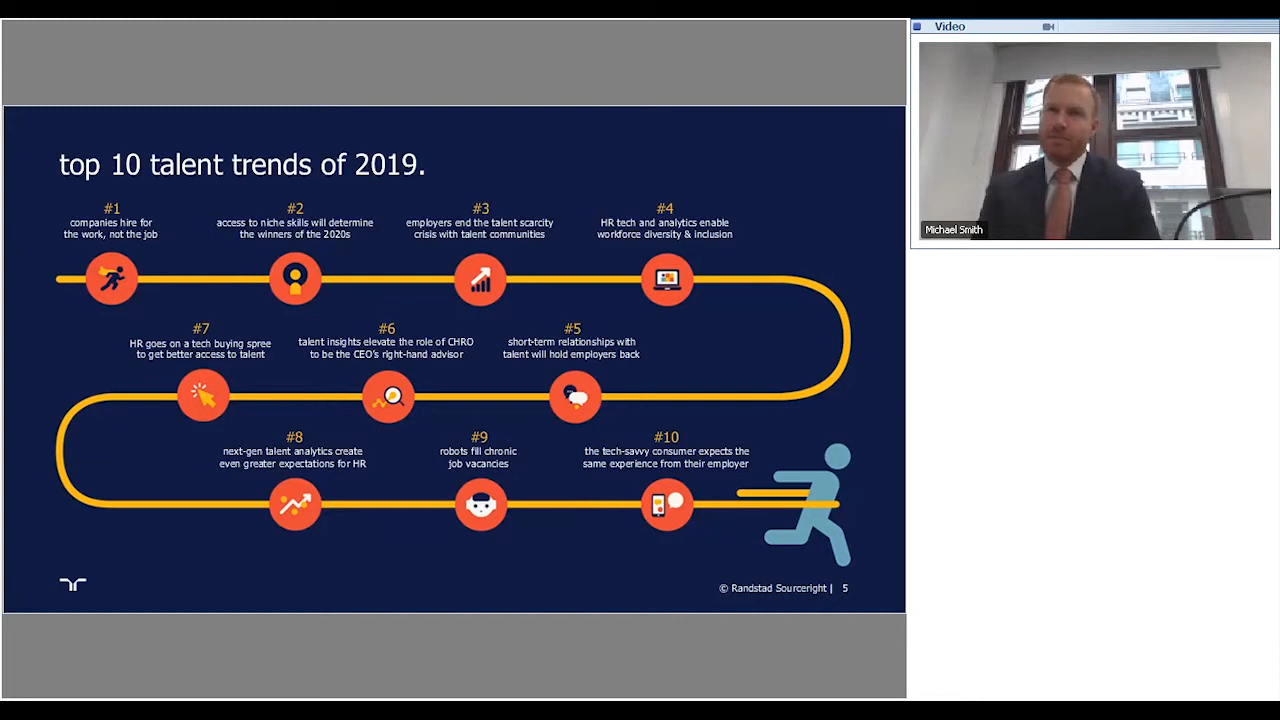 Video
Michael Smith
top 10 talent trends of 2019.
#1
companies hire for
the work, not the job
#2
access to niche skills will determine
the winners of the 2020s
#3
employers end the talent scarcity
crisis with talent communities
#4
HR tech and analytics enable
workforce diversity & inclusion
#7
HR goes on a tech buying spree
to get better access to talent
#6
talent insights elevate the role of CHRO
to be the CEO's right-hand advisor
#5
short-term relationships with
talent will hold employers back
#8
next-gen talent analytics create
even greater expectations for HR
#9
robots fill chronic
job vacancies
#10
the tech-savvy consumer expects the
same experience from their employer
© Randstad Sourceright | 5